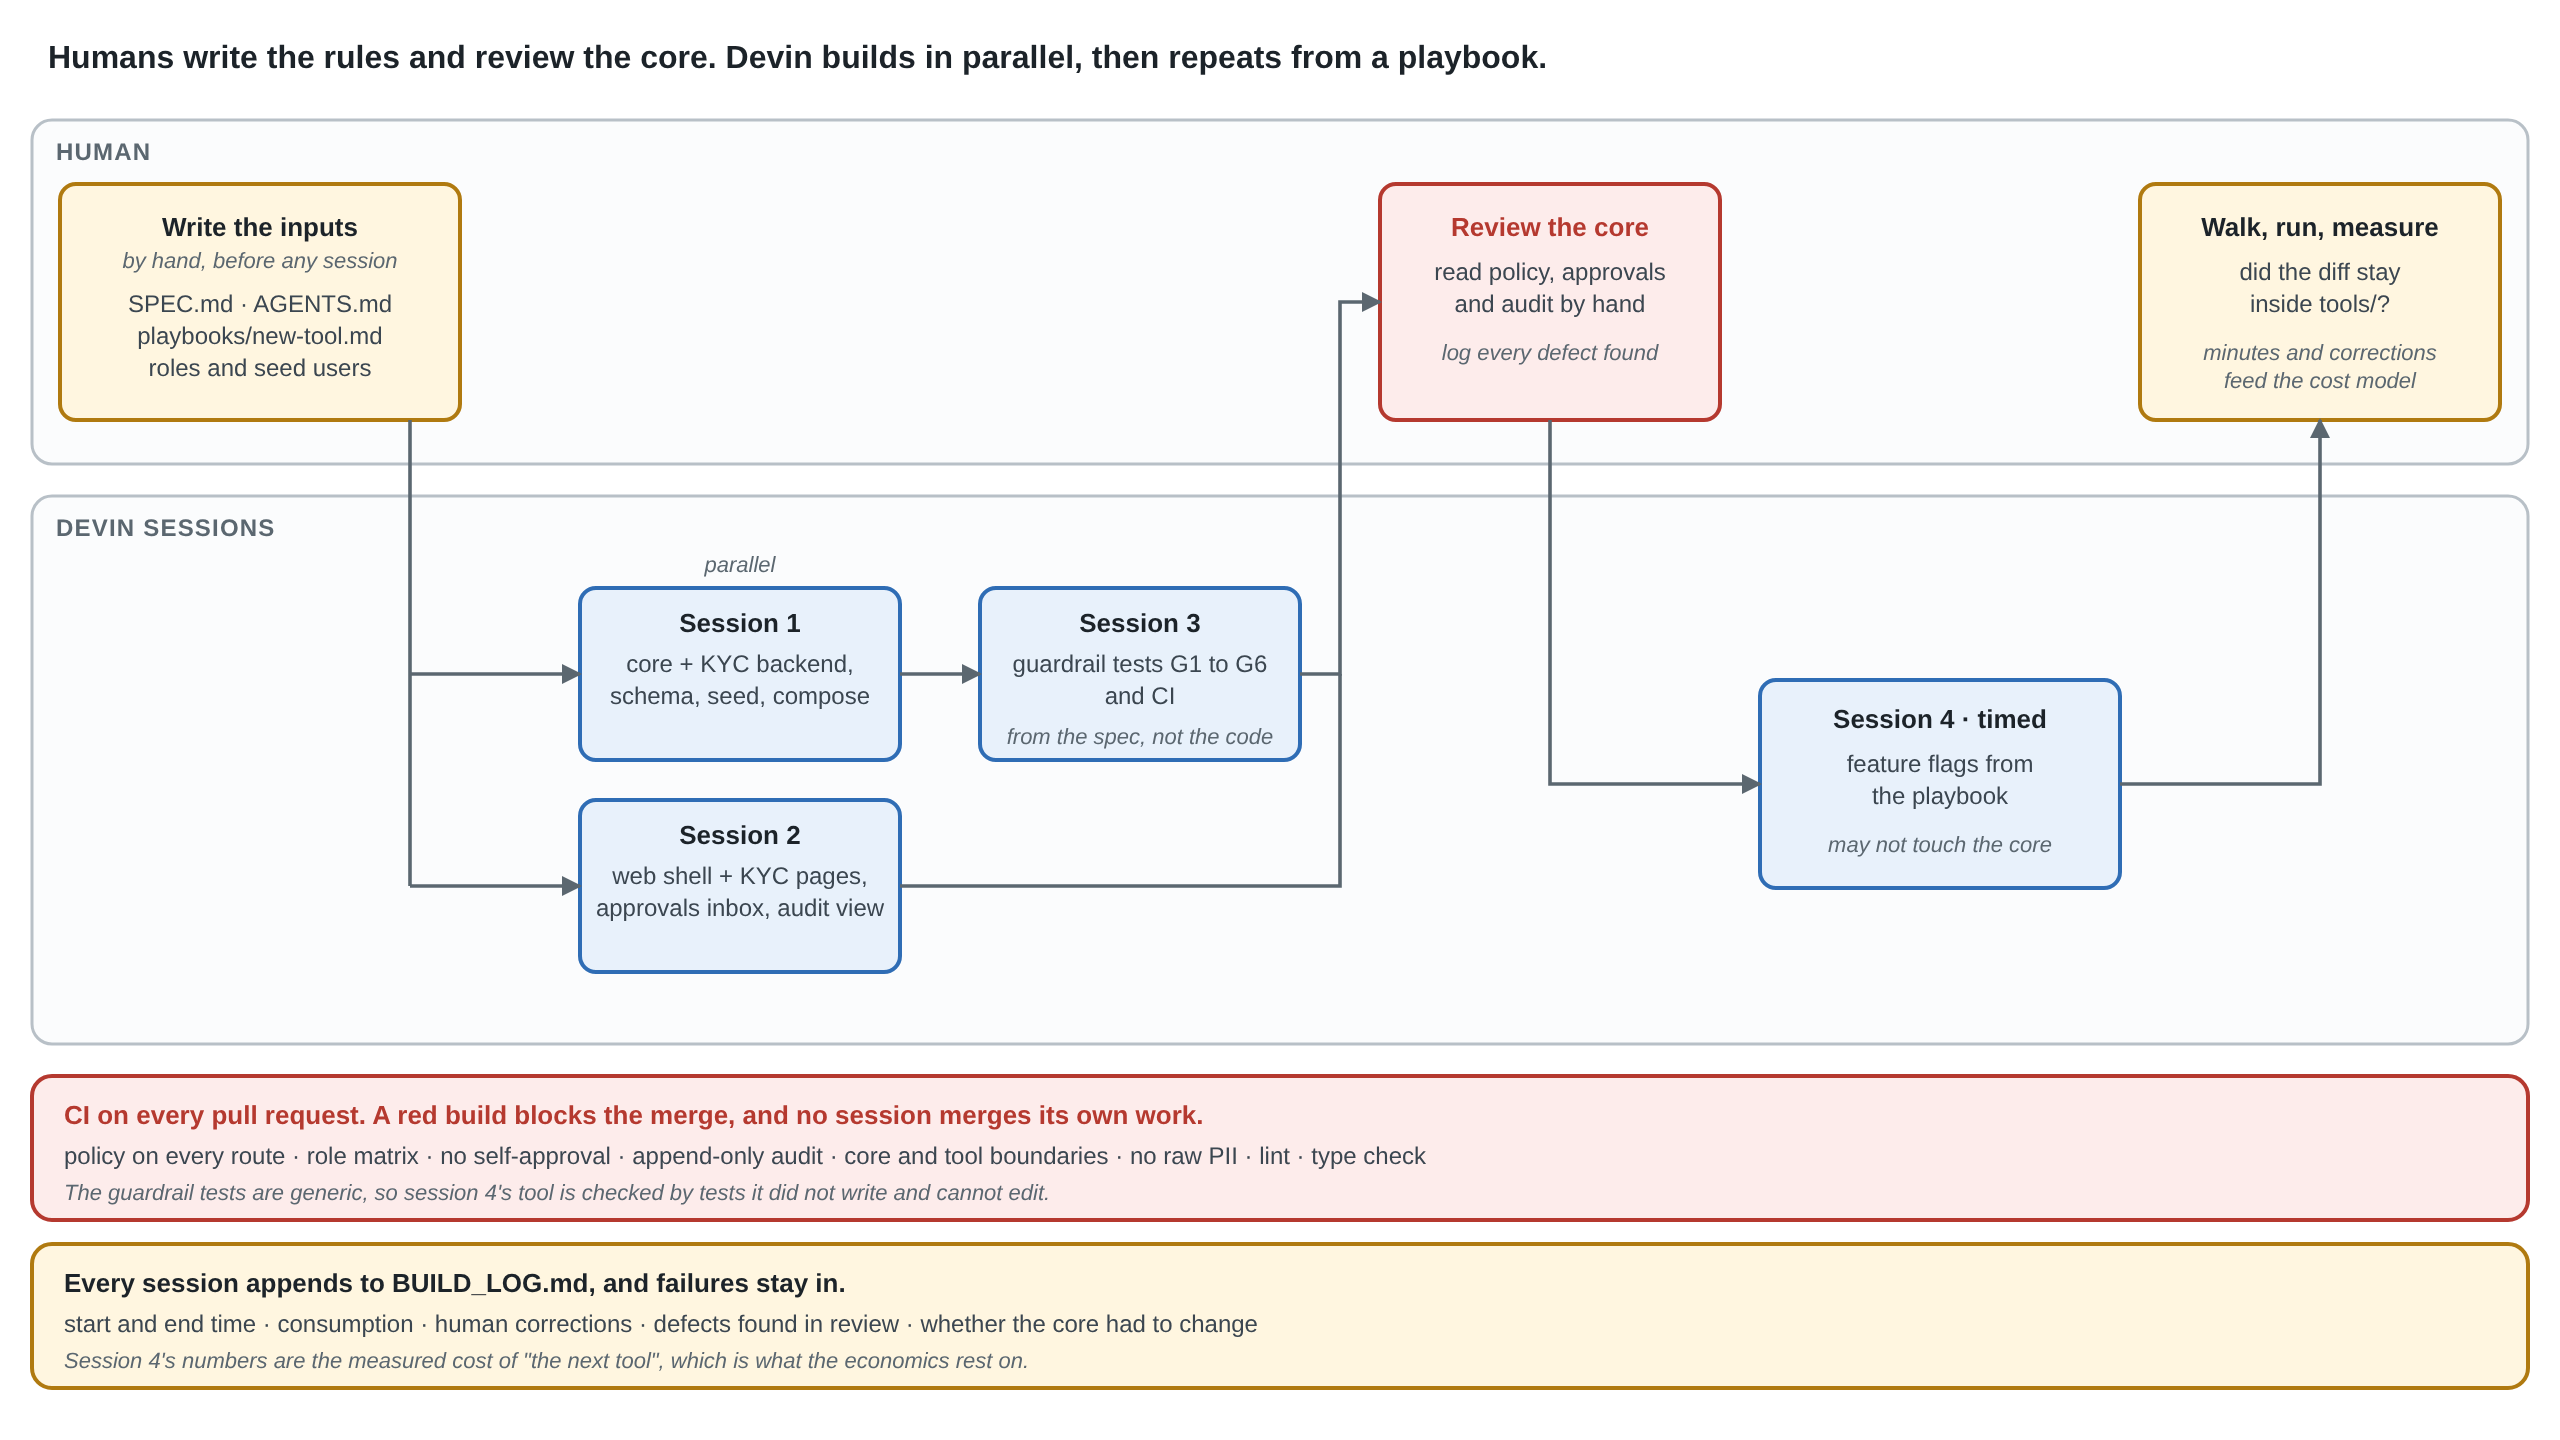 Humans write the rules and review the core. Devin builds in parallel, then repeats from a playbook.
HUMAN
Write the inputs
by hand, before any session
SPEC.md · AGENTS.md
playbooks/new-tool.md
roles and seed users
Review the core
read policy, approvals
and audit by hand
log every defect found
Walk, run, measure
did the diff stay
inside tools/?
minutes and corrections
feed the cost model
DEVIN SESSIONS
parallel
Session 1
core + KYC backend,
schema, seed, compose
Session 3
guardrail tests G1 to G6
and CI
from the spec, not the code
Session 2
web shell + KYC pages,
approvals inbox, audit view
Session 4 · timed
feature flags from
the playbook
may not touch the core
CI on every pull request. A red build blocks the merge, and no session merges its own work.
policy on every route · role matrix · no self-approval · append-only audit · core and tool boundaries · no raw PII · lint · type check
The guardrail tests are generic, so session 4's tool is checked by tests it did not write and cannot edit.
Every session appends to BUILD_LOG.md, and failures stay in.
start and end time · consumption · human corrections · defects found in review · whether the core had to change
Session 4's numbers are the measured cost of "the next tool", which is what the economics rest on.